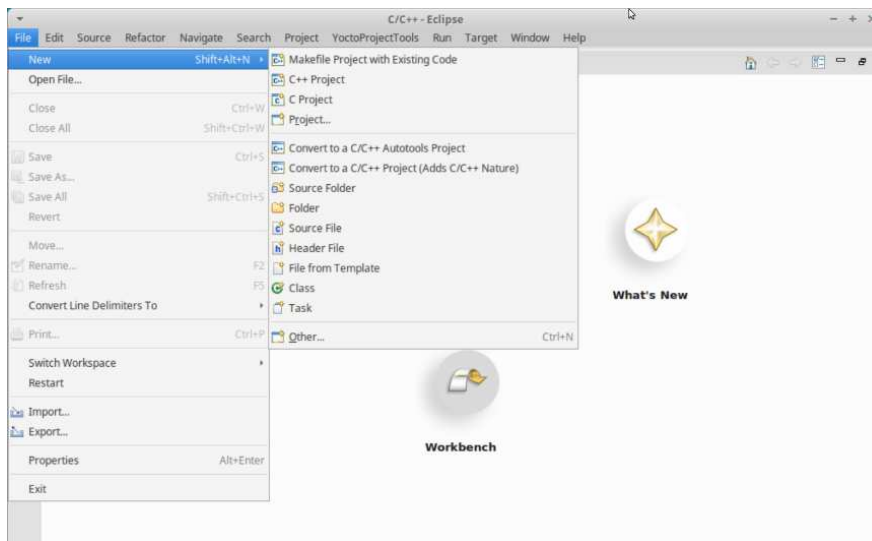 C/C++ - Eclipse
File Edit Source Refactor Navigate Search Project YoctoProjectTools Run Target Window Help
New Shift+Alt+N
Open File...
Close Ctrl+W
Close All Shift+Ctrl+W
Save Ctrl+S
Save As...
Save All Shift+Ctrl+S
Revert
Move...
Rename... F2
Refresh F5
Convert Line Delimiters To
Print... Ctrl+P
Switch Workspace
Restart
Import...
Export...
Properties Alt+Enter
Exit
Makefile Project with Existing Code
C++ Project
C Project
Project...
Convert to a C/C++ Autotools Project
Convert to a C/C++ Project (Adds C/C++ Nature)
Source Folder
Folder
Source File
Header File
File from Template
Class
Task
Other... Ctrl+N
What's New
Workbench